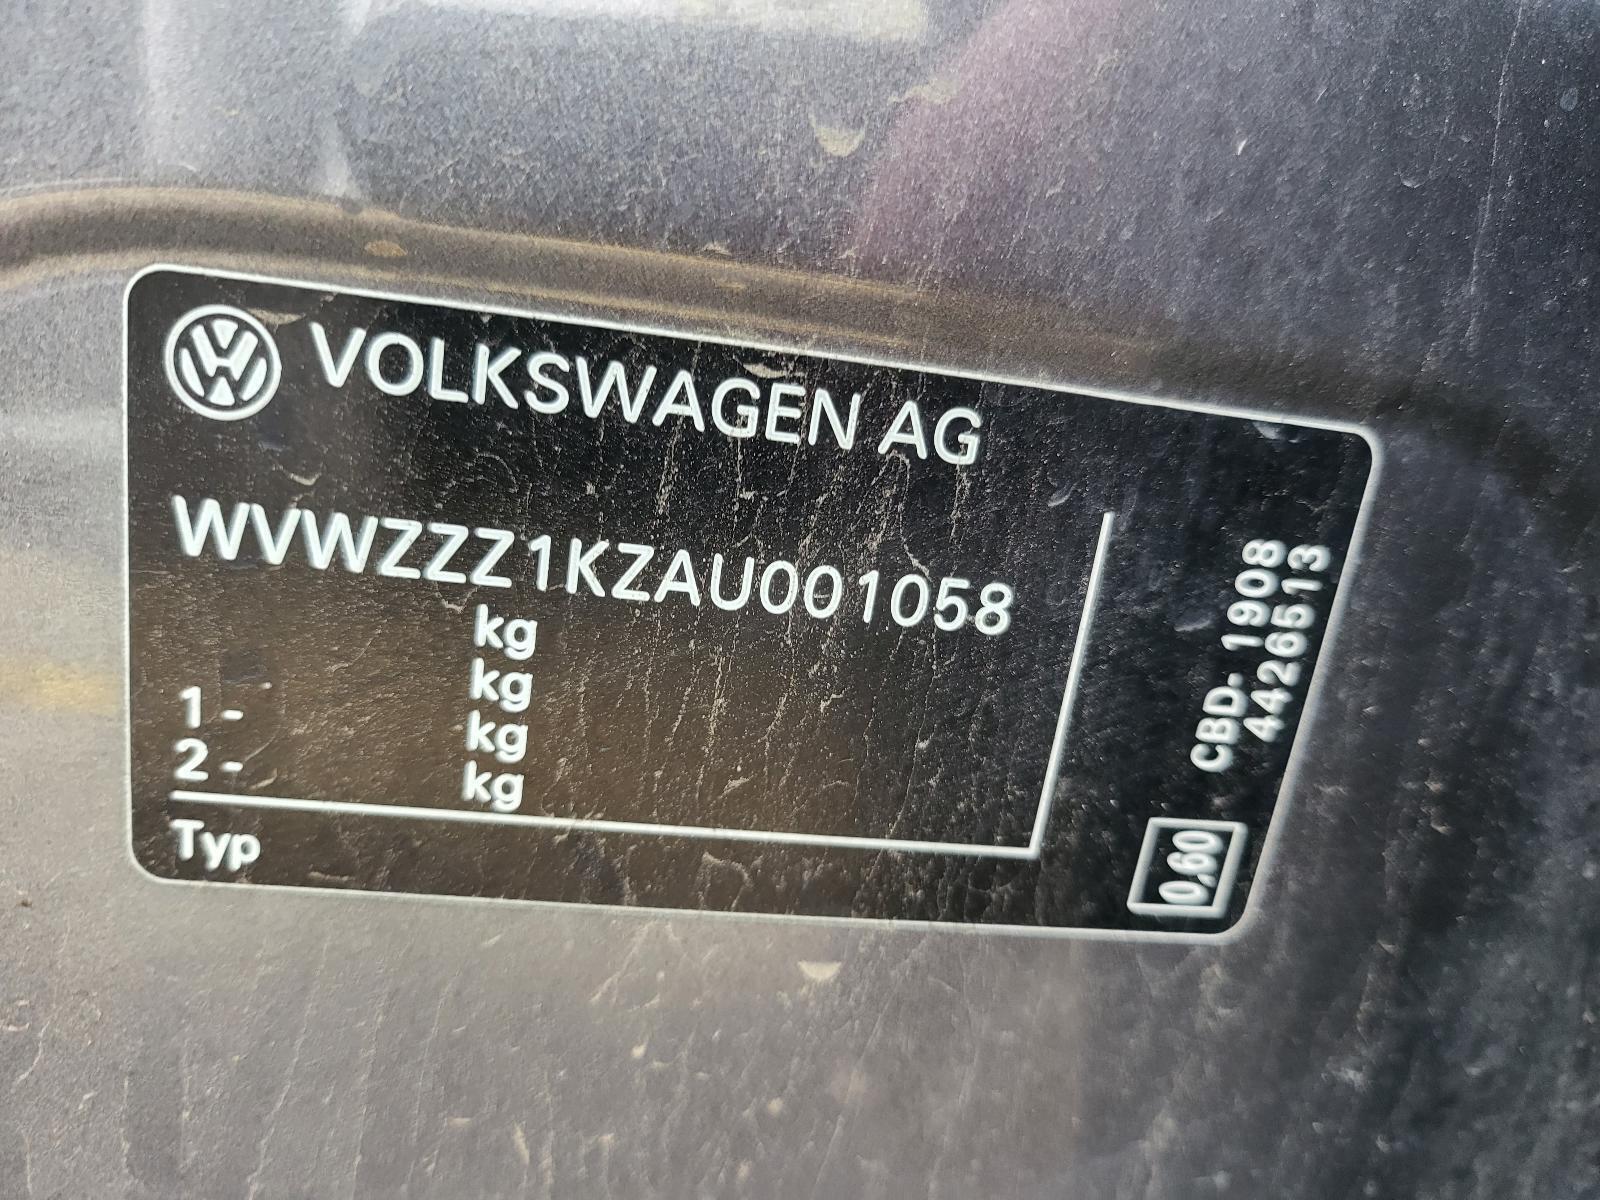 VOLKSWAGEN AG
WVWZZZ1KZAU001058
kg
kg
1 - kg
2 - kg
Typ
CBD- 1908
4426513
0,60